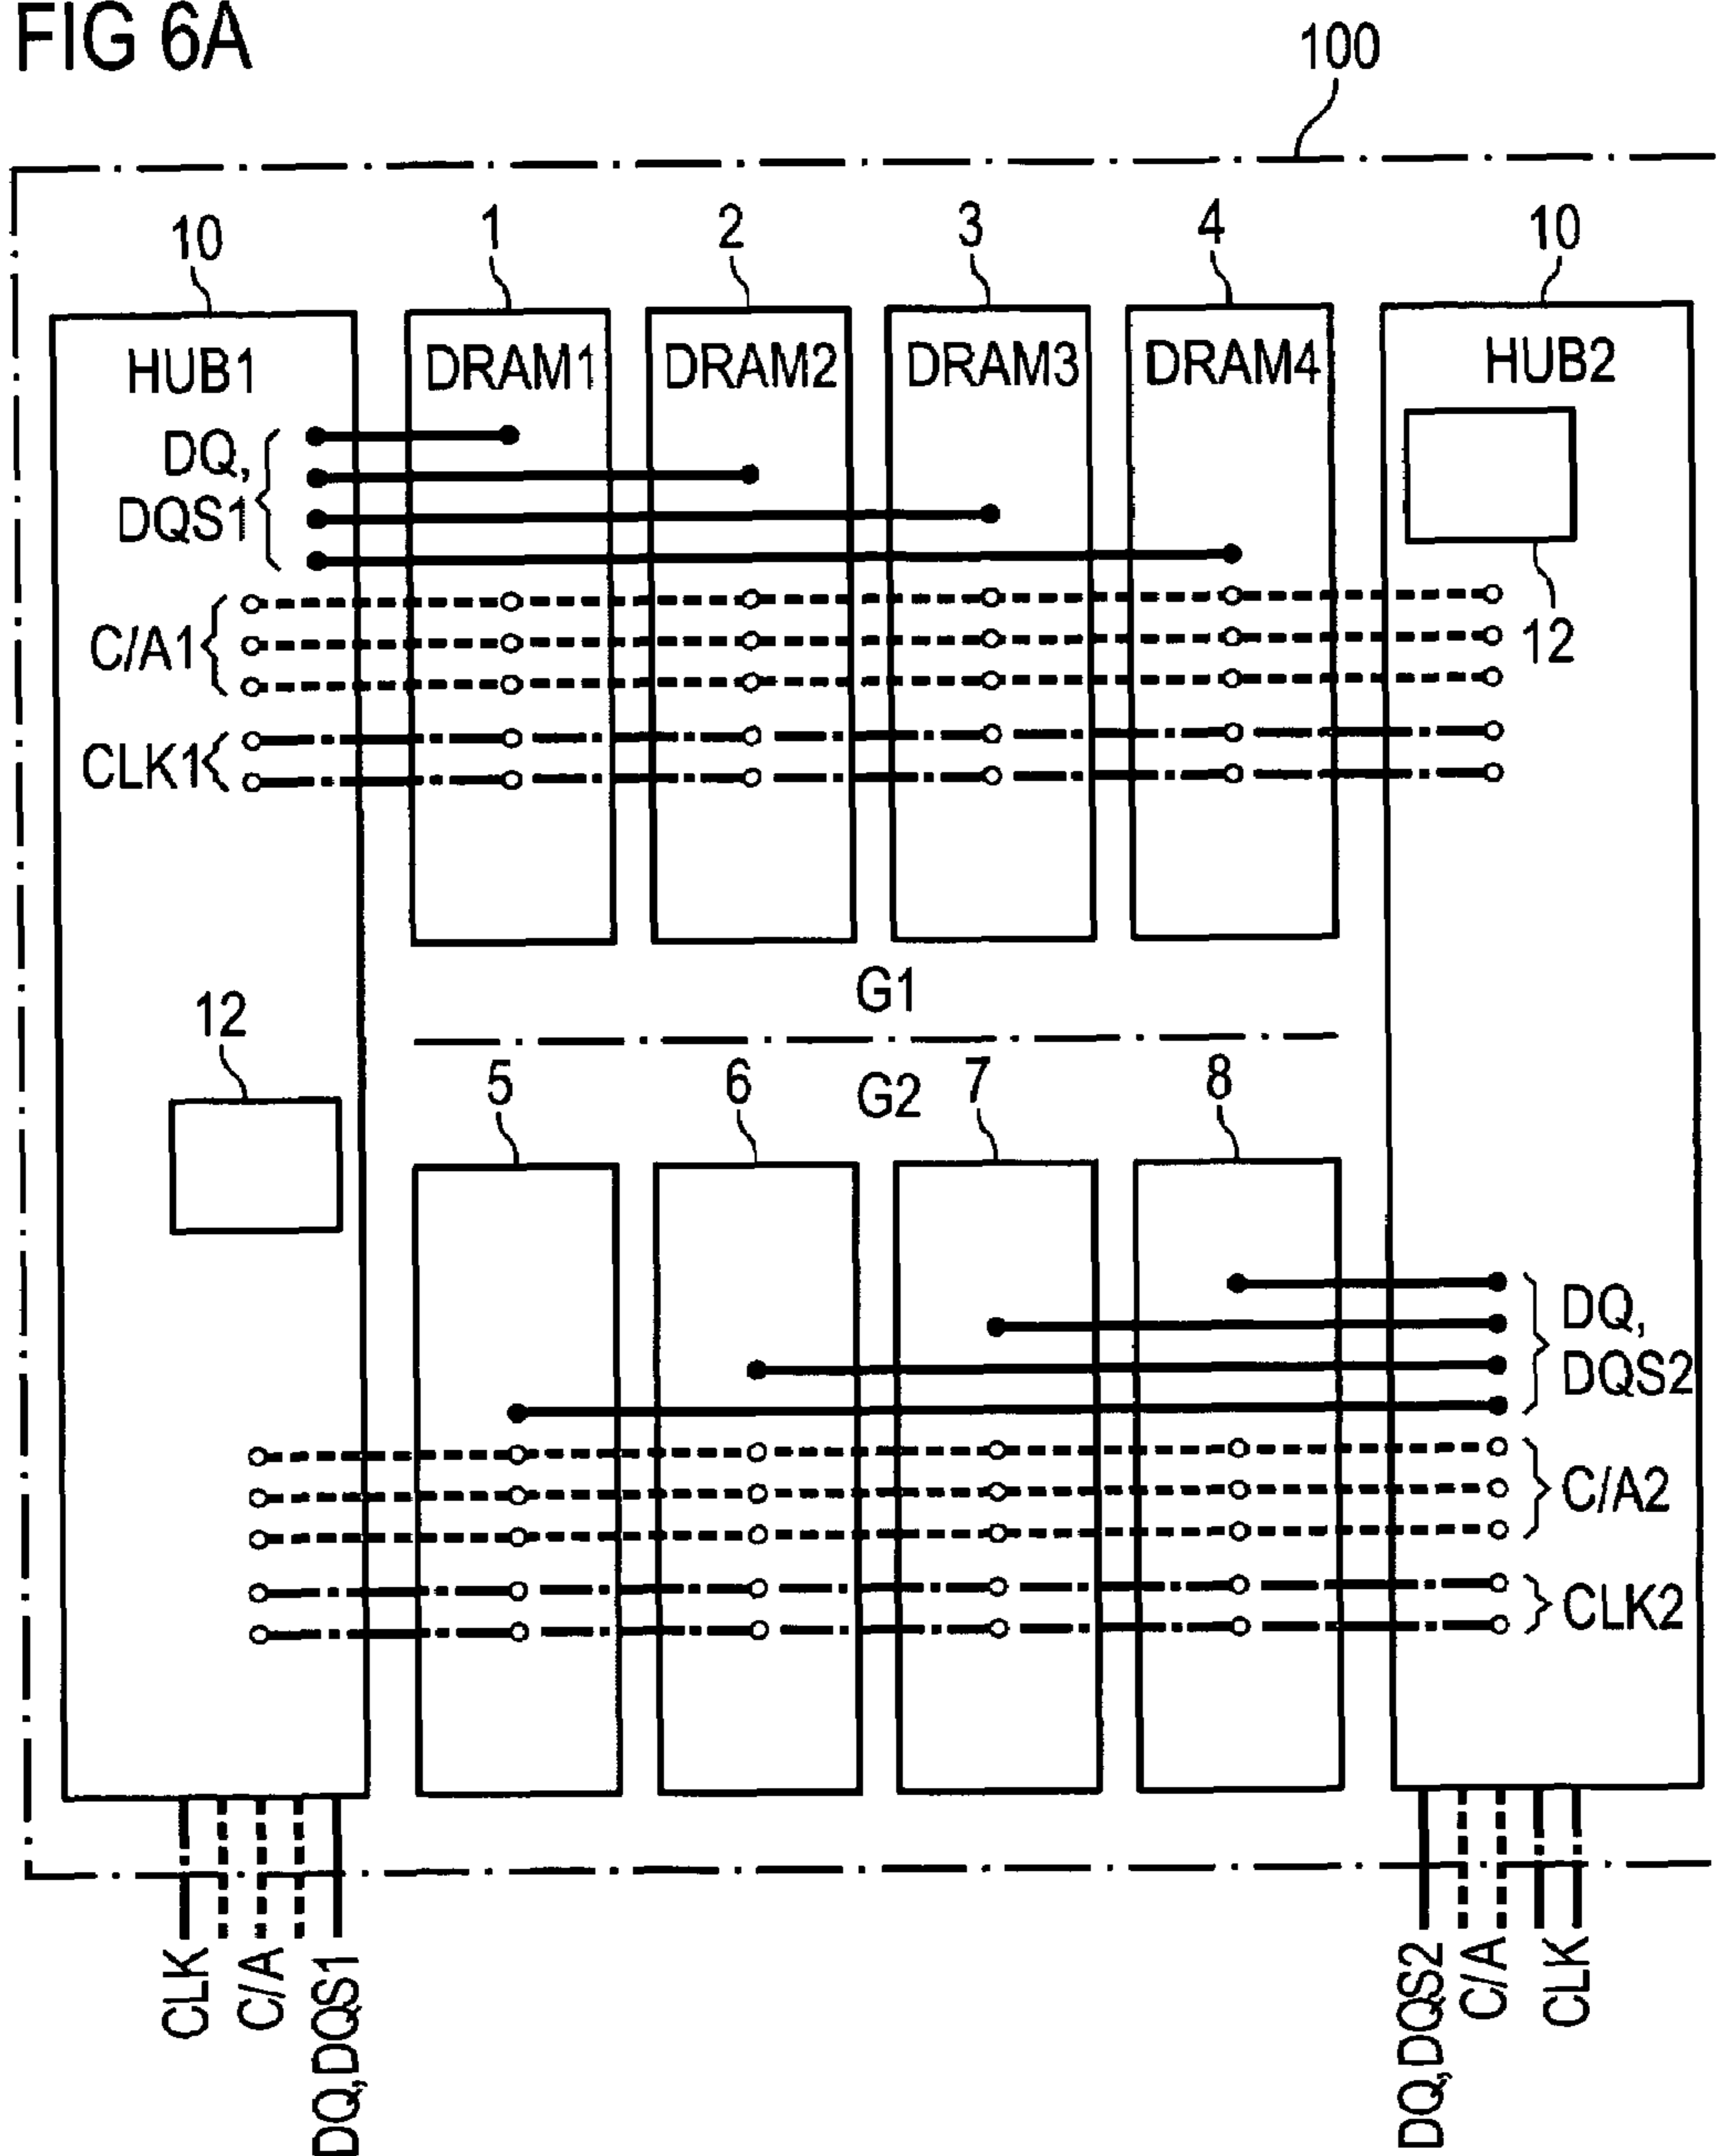 FIG 6A
100
10
1
2
3
4
10
HUB1
DRAM1
DRAM2
DRAM3
DRAM4
HUB2
DQ,
DQS1
C/A1
12
CLK1
G1
12
5
6
G2
7
8
DQ,
DQS2
C/A2
CLK2
CLK
C/A
DQ,DQS1
DQ,DQS2
C/A
CLK